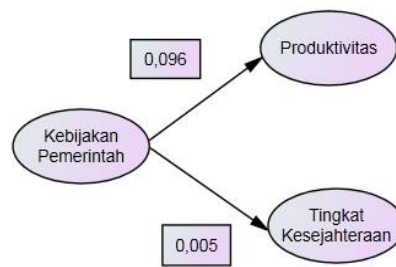 0,096
Produktivitas
Kebijakan
Pemerintah
Tingkat
Kesejahteraan
0,005